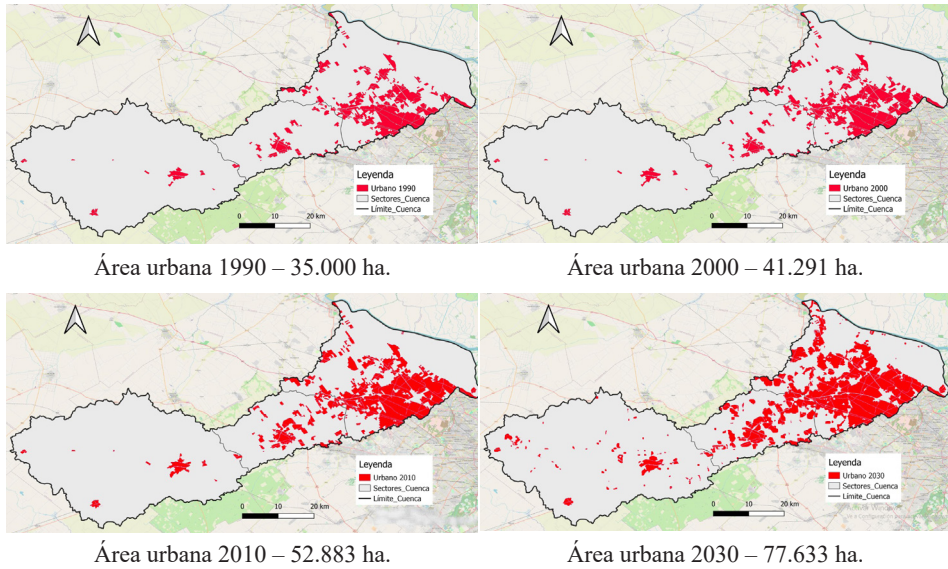 Leyenda
Urbano 1990
Sectores_Cuenca
Límite_Cuenca
0 10 20 km
Leyenda
Urbano 2000
Sectores_Cuenca
Límite_Cuenca
0 10 20 km
Área urbana 1990 – 35.000 ha.
Área urbana 2000 – 41.291 ha.
Leyenda
Urbano 2010
Sectores_Cuenca
Límite_Cuenca
0 10 20 km
Leyenda
Urbano 2030
Sectores_Cuenca
Límite_Cuenca
0 10 20 km
Área urbana 2010 – 52.883 ha.
Área urbana 2030 – 77.633 ha.